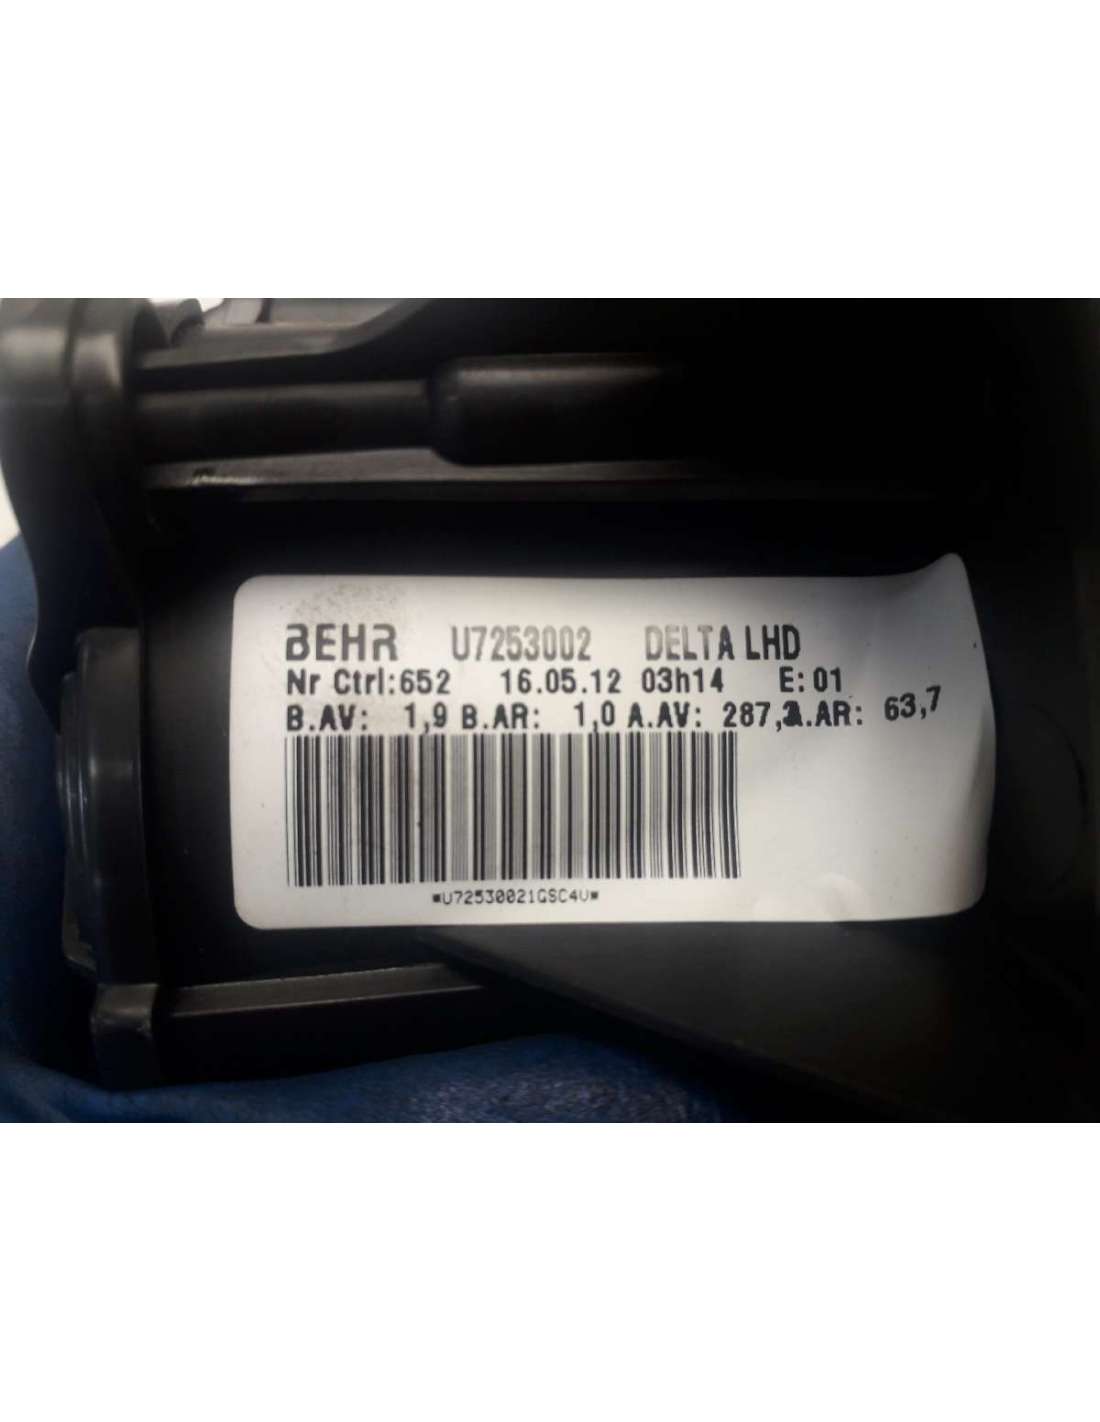 BEHR U7253002 DELTA LHD
Nr Ctrl:652 16.05.12 03h14 E:01
B.AV: 1,9 B.AR: 1,0 A.AV: 287, .AR: 63,7
*U72530021GSC4U*